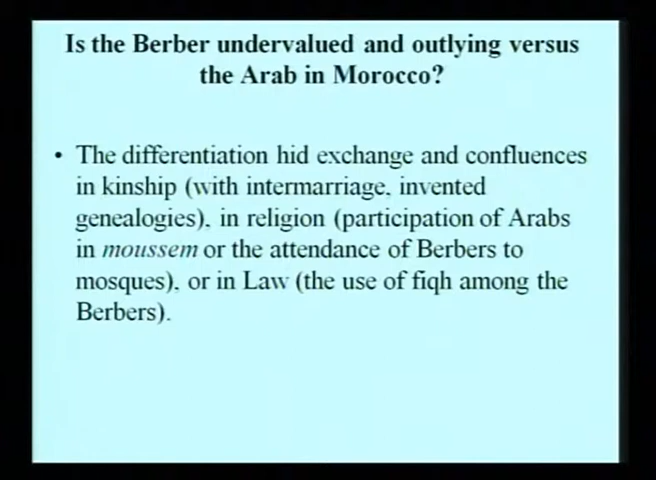 Is the Berber undervalued and outlying versus
the Arab in Morocco?
• The differentiation hid exchange and confluences
in kinship (with intermarriage, invented
genealogies), in religion (participation of Arabs
in moussem or the attendance of Berbers to
mosques), or in Law (the use of fiqh among the
Berbers).